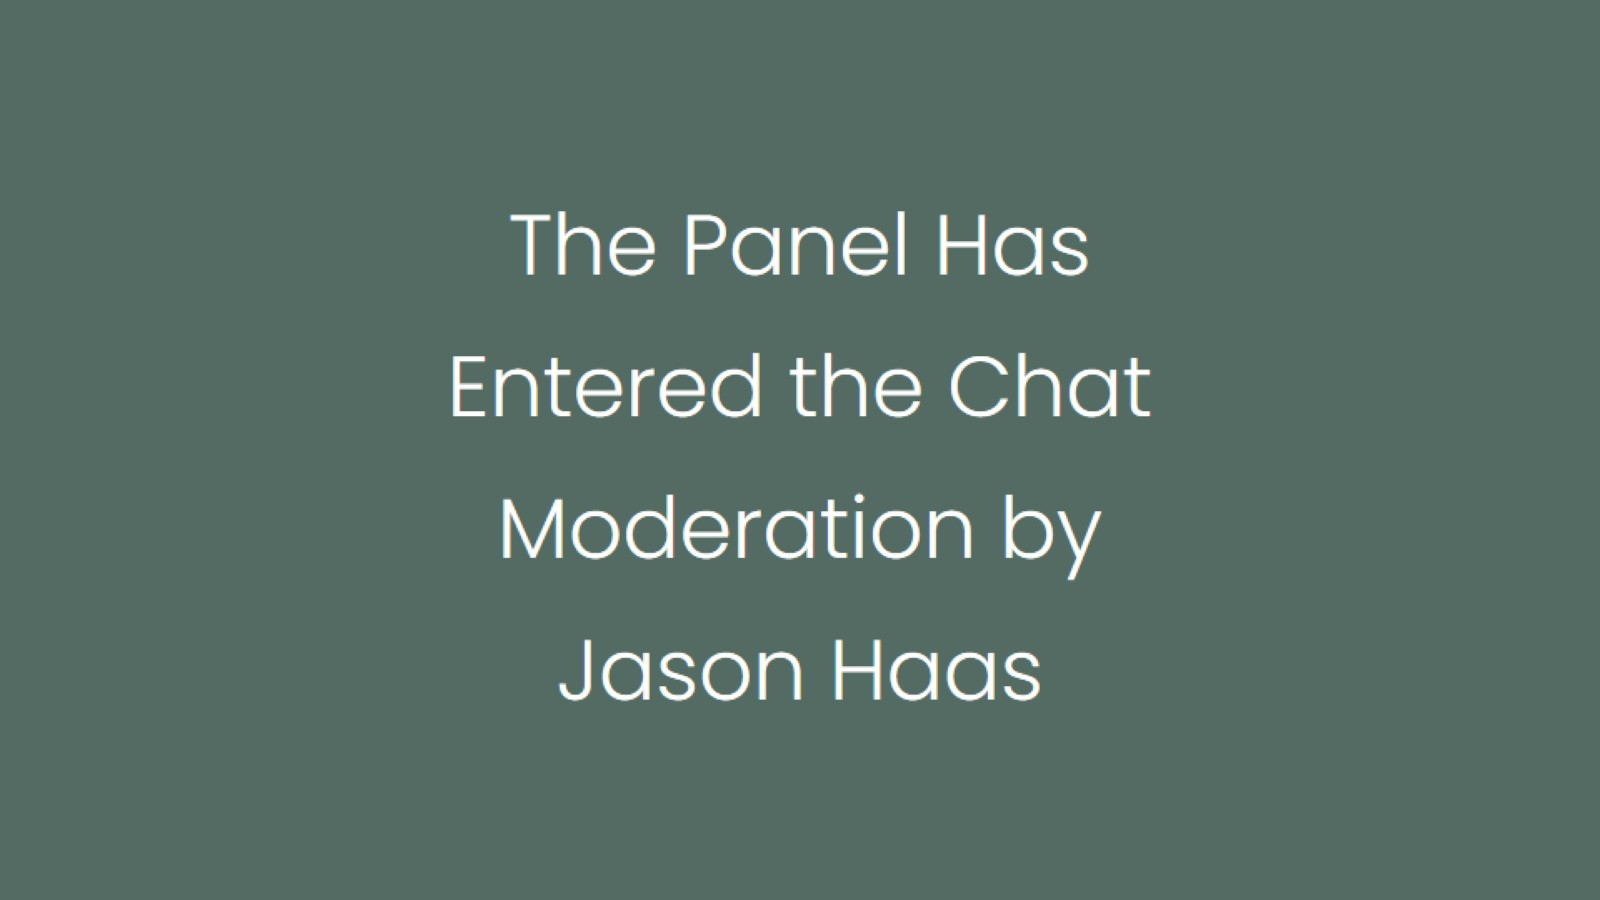 The Panel Has
Entered the Chat
Moderation by
Jason Haas